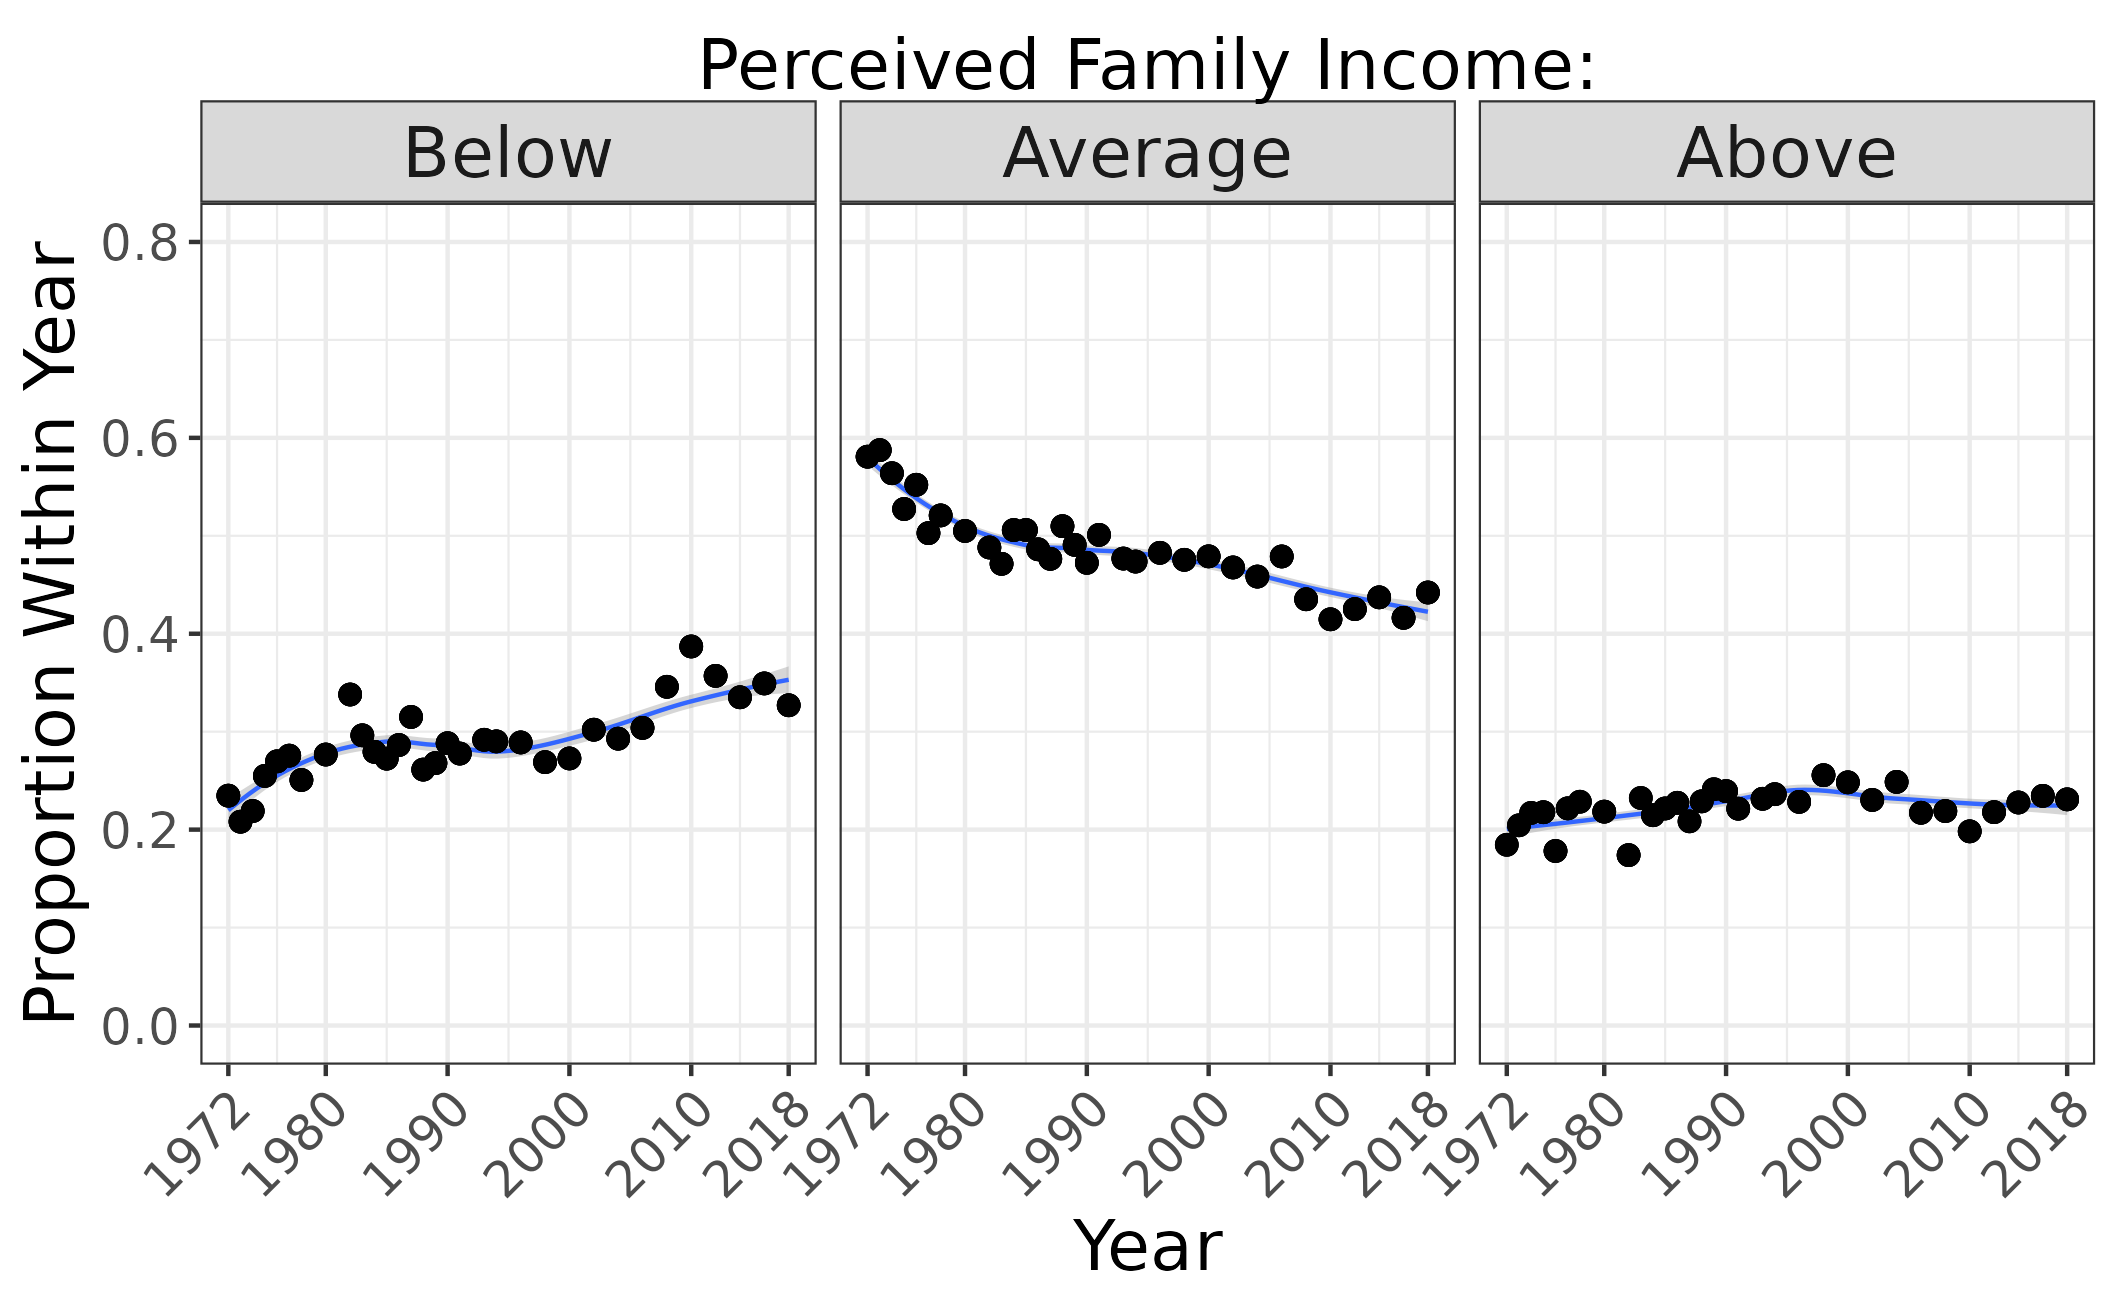 Perceived Family Income:
Below Average Above
Proportion Within Year
0.8
0.6
0.4
0.2
0.0
1972 1980 1990 2000 2010 2018 1972 1980 1990 2000 2010 2018 1972 1980 1990 2000 2010 2018
Year